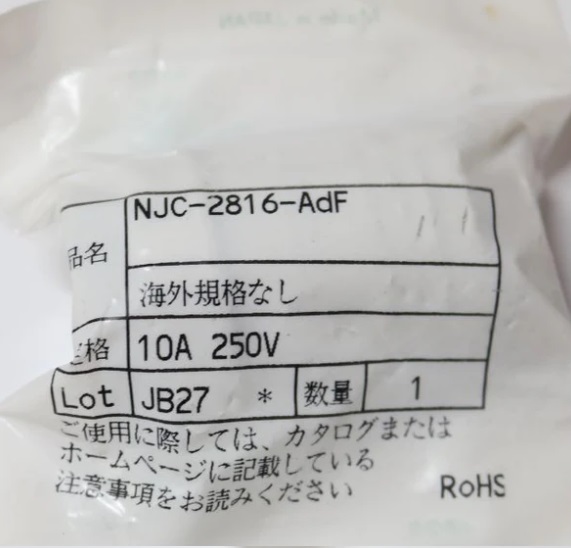 Made in JAPAN
NJC-2816-AdF
品名
海外規格なし
定格 10A 250V
Lot JB27 * 数量 1
ご使用に際しては、カタログまたは
ホームページに記載している
注意事項をお読みください
RoHS